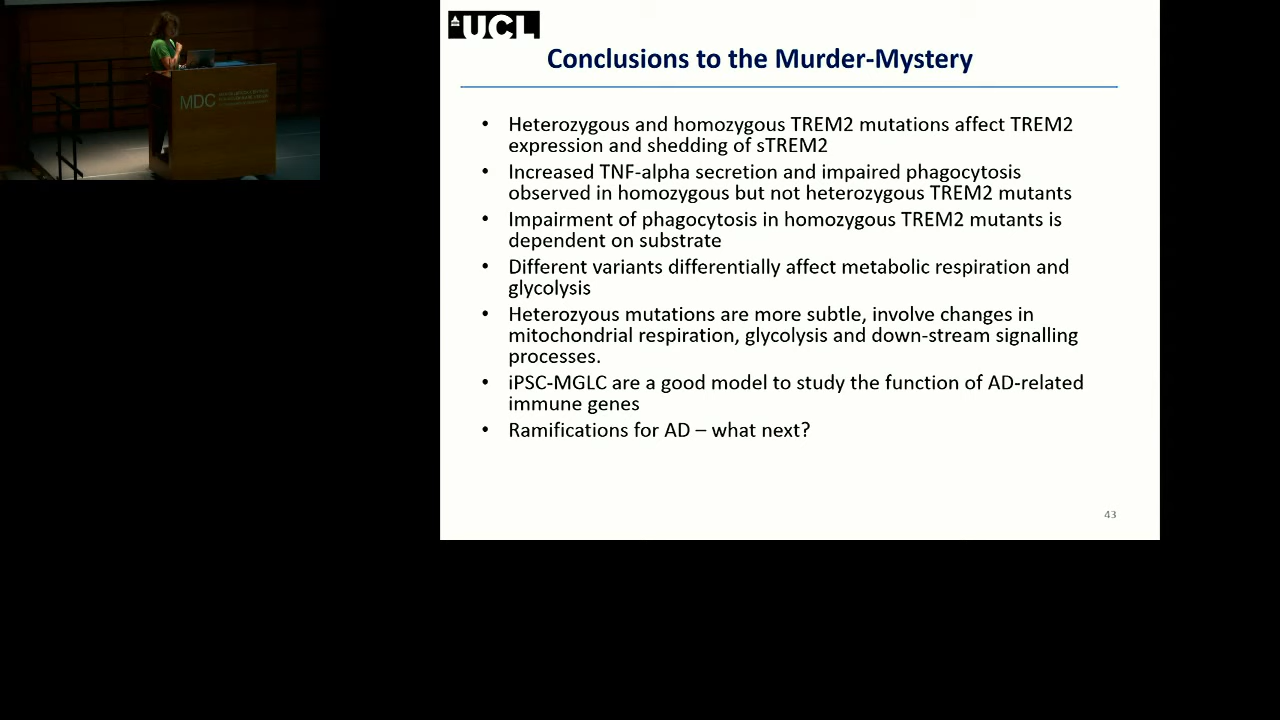 UCL
Conclusions to the Murder-Mystery
• Heterozygous and homozygous TREM2 mutations affect TREM2
expression and shedding of sTREM2
• Increased TNF-alpha secretion and impaired phagocytosis
observed in homozygous but not heterozygous TREM2 mutants
• Impairment of phagocytosis in homozygous TREM2 mutants is
dependent on substrate
• Different variants differentially affect metabolic respiration and
glycolysis
• Heterozyous mutations are more subtle, involve changes in
mitochondrial respiration, glycolysis and down-stream signalling
processes.
• iPSC-MGLC are a good model to study the function of AD-related
immune genes
• Ramifications for AD – what next?
43
MDC